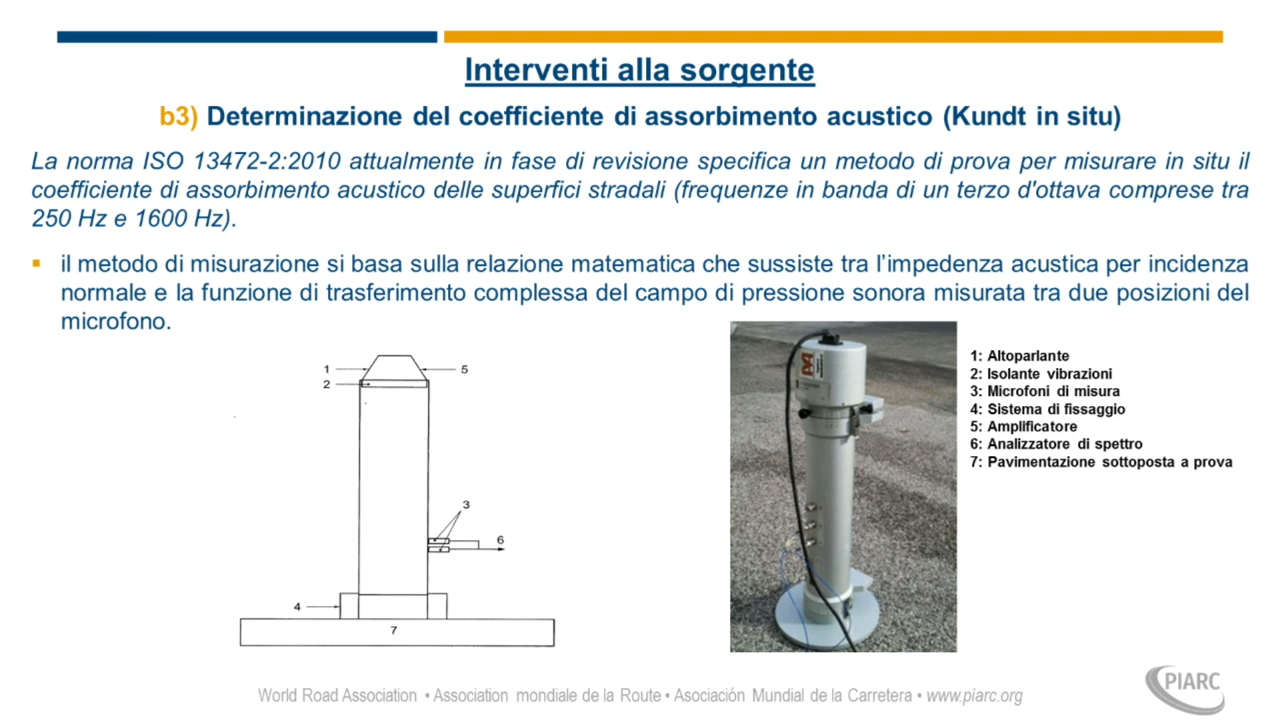 Interventi alla sorgente
b3) Determinazione del coefficiente di assorbimento acustico (Kundt in situ)
La norma ISO 13472-2:2010 attualmente in fase di revisione specifica un metodo di prova per misurare in situ il
coefficiente di assorbimento acustico delle superfici stradali (frequenze in banda di un terzo d'ottava comprese tra
250 Hz e 1600 Hz).
▪ il metodo di misurazione si basa sulla relazione matematica che sussiste tra l’impedenza acustica per incidenza
normale e la funzione di trasferimento complessa del campo di pressione sonora misurata tra due posizioni del
microfono.
1
5
2
3
6
4
7
1: Altoparlante
2: Isolante vibrazioni
3: Microfoni di misura
4: Sistema di fissaggio
5: Amplificatore
6: Analizzatore di spettro
7: Pavimentazione sottoposta a prova
World Road Association • Association mondiale de la Route • Asociación Mundial de la Carretera • www.piarc.org
PIARC